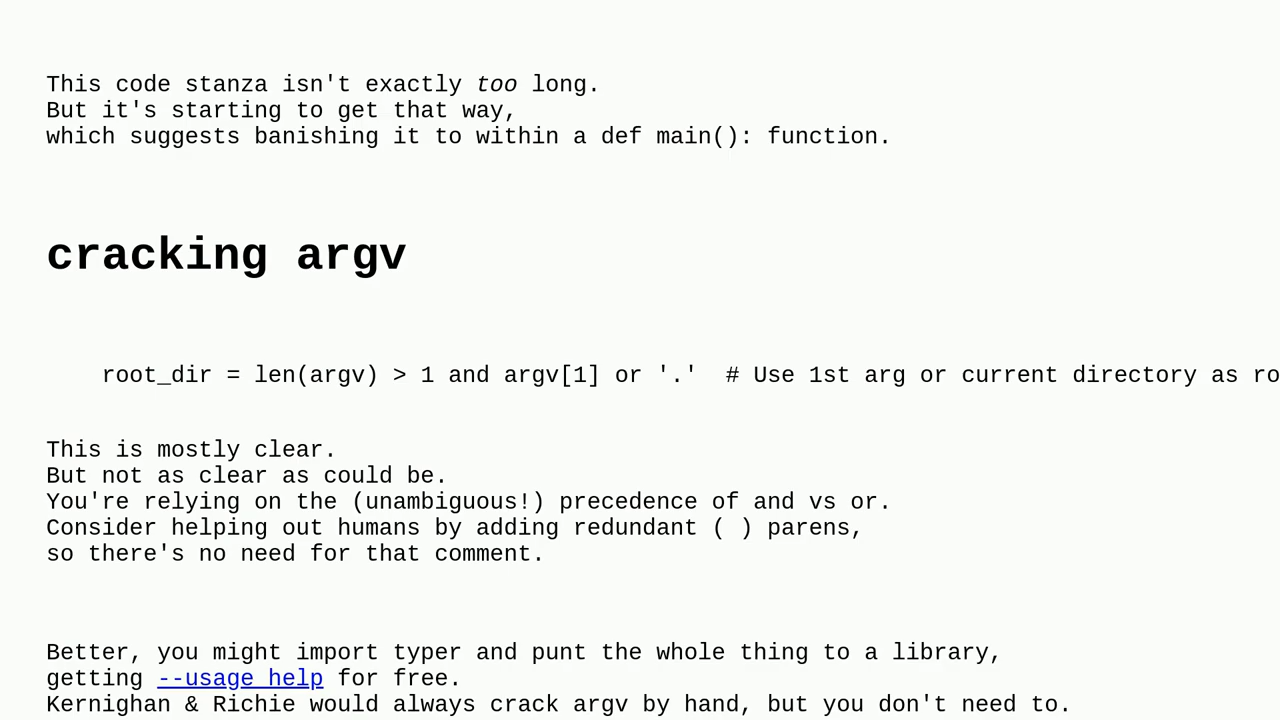 This code stanza isn't exactly too long.
But it's starting to get that way,
which suggests banishing it to within a def main(): function.
cracking argv
root_dir = len(argv) > 1 and argv[1] or '.'  # Use 1st arg or current directory as ro
This is mostly clear.
But not as clear as could be.
You're relying on the (unambiguous!) precedence of and vs or.
Consider helping out humans by adding redundant ( ) parens,
so there's no need for that comment.
Better, you might import typer and punt the whole thing to a library,
getting --usage help for free.
Kernighan & Richie would always crack argv by hand, but you don't need to.